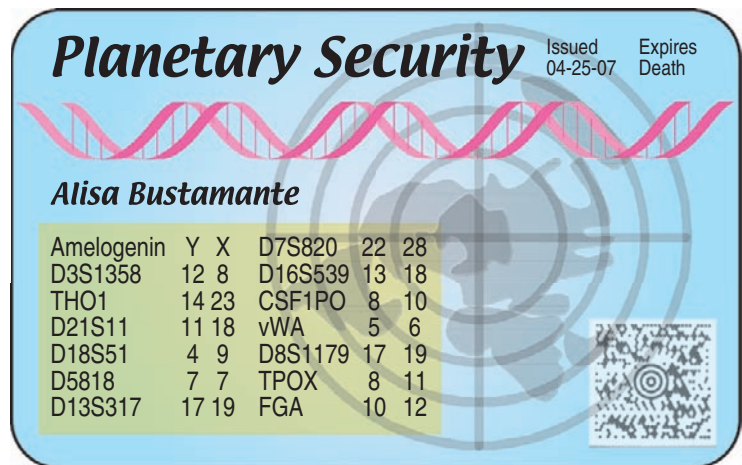 Planetary Security
Issued Expires
04-25-07 Death
Alisa Bustamante
Amelogenin Y X D7S820 22 28
D3S1358 12 8 D16S539 13 18
THO1 14 23 CSF1PO 8 10
D21S11 11 18 vWA 5 6
D18S51 4 9 D8S1179 17 19
D5818 7 7 TPOX 8 11
D13S317 17 19 FGA 10 12